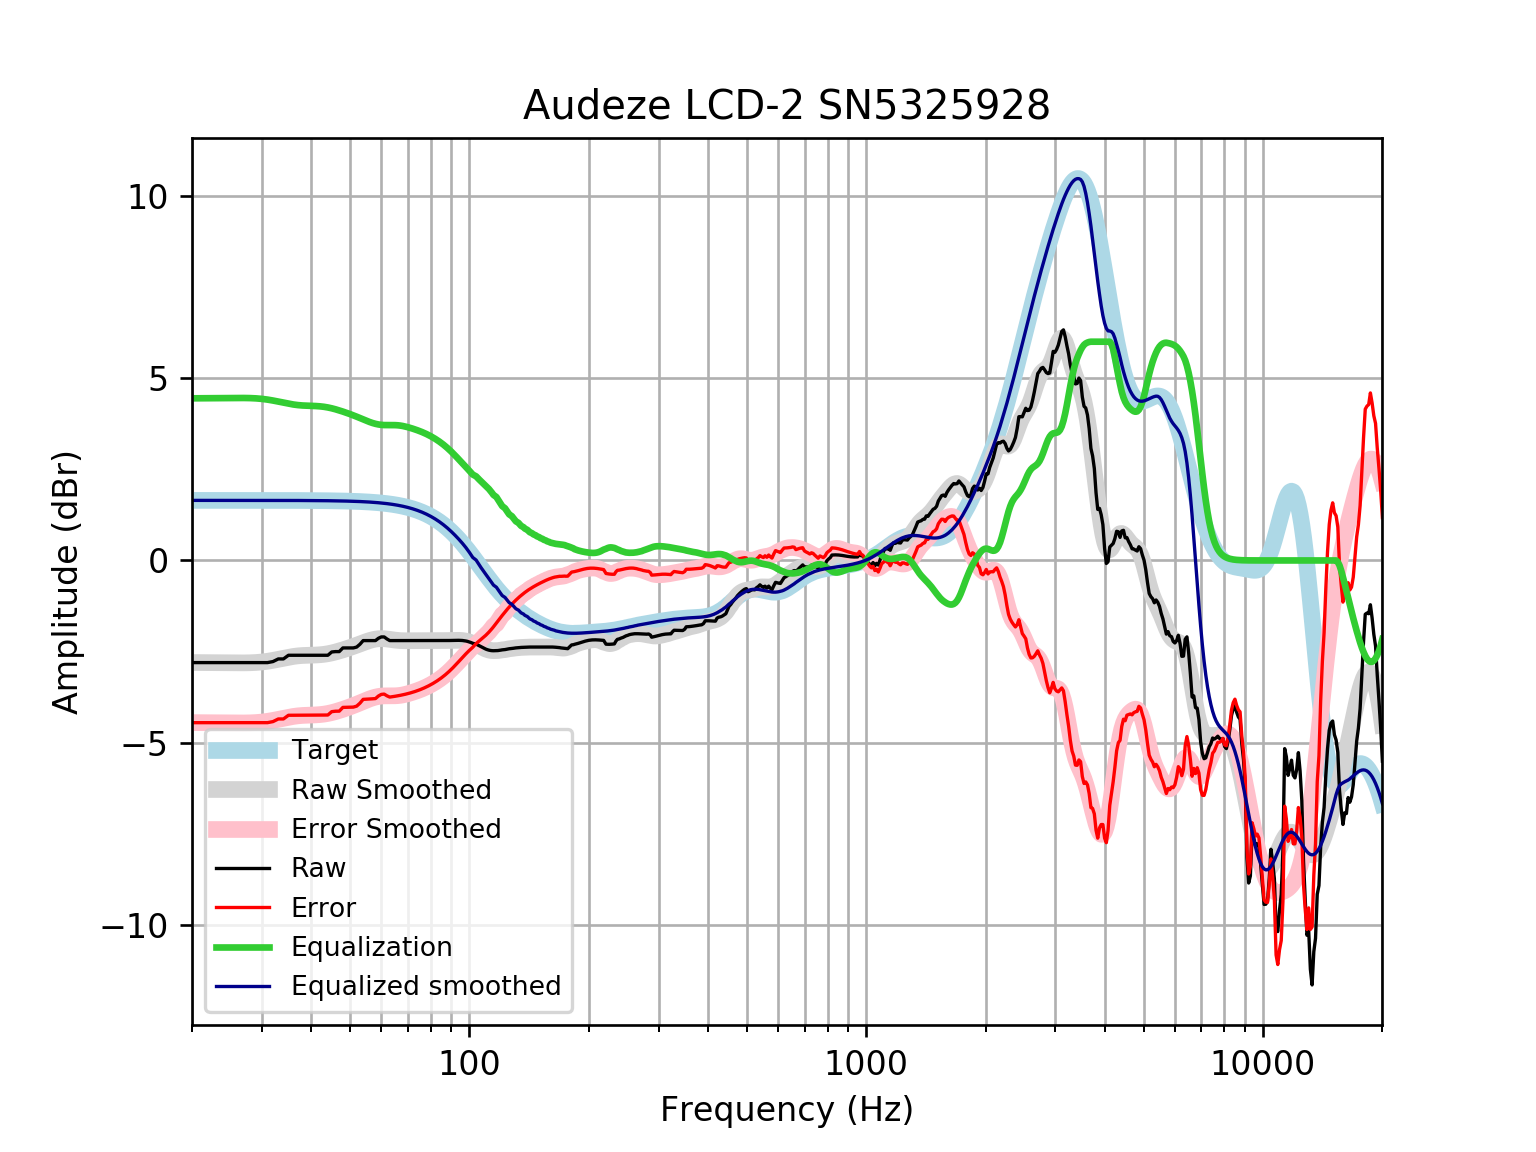 Audeze LCD-2 SN5325928
Amplitude (dBr)
10
5
0
−5
−10
Target
Raw Smoothed
Error Smoothed
Raw
Error
Equalization
Equalized smoothed
100 1000 10000
Frequency (Hz)